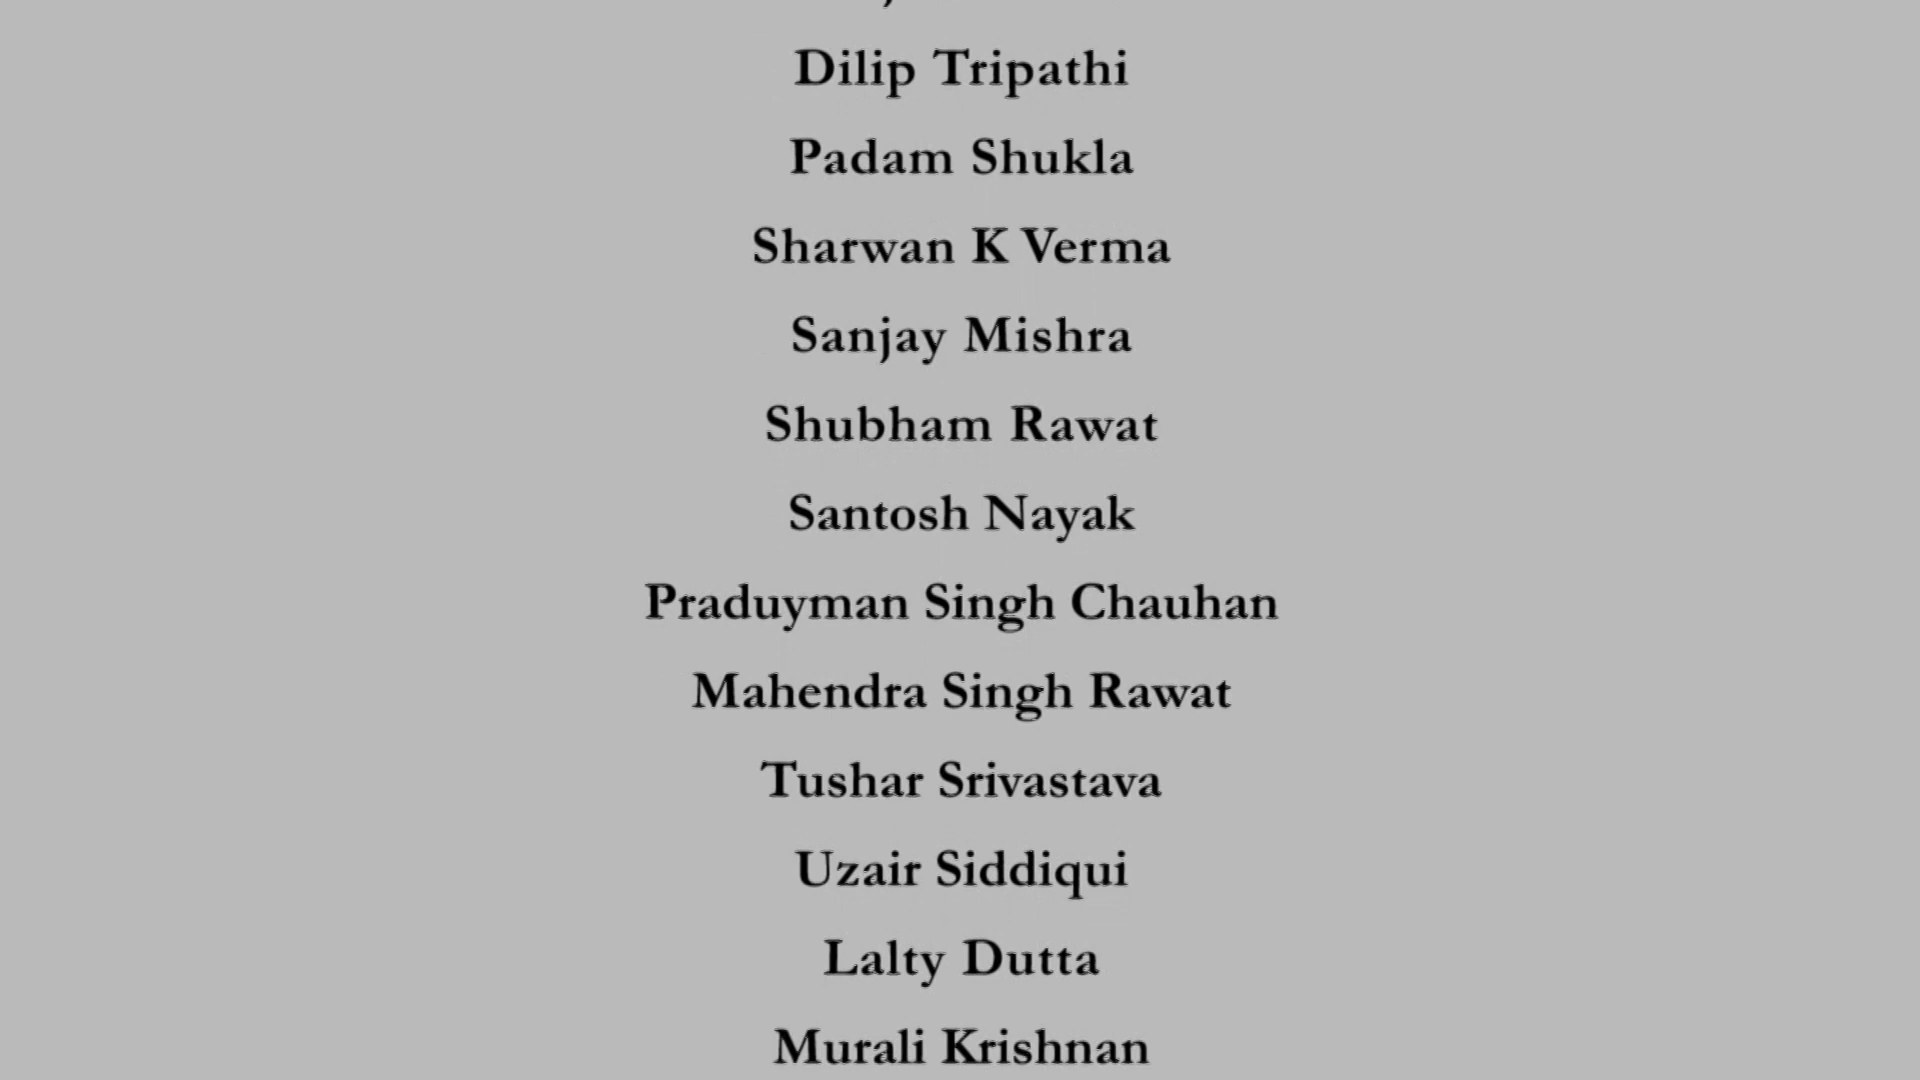 Dilip Tripathi
Padam Shukla
Sharwan K Verma
Sanjay Mishra
Shubham Rawat
Santosh Nayak
Praduyman Singh Chauhan
Mahendra Singh Rawat
Tushar Srivastava
Uzair Siddiqui
Lalty Dutta
Murali Krishnan